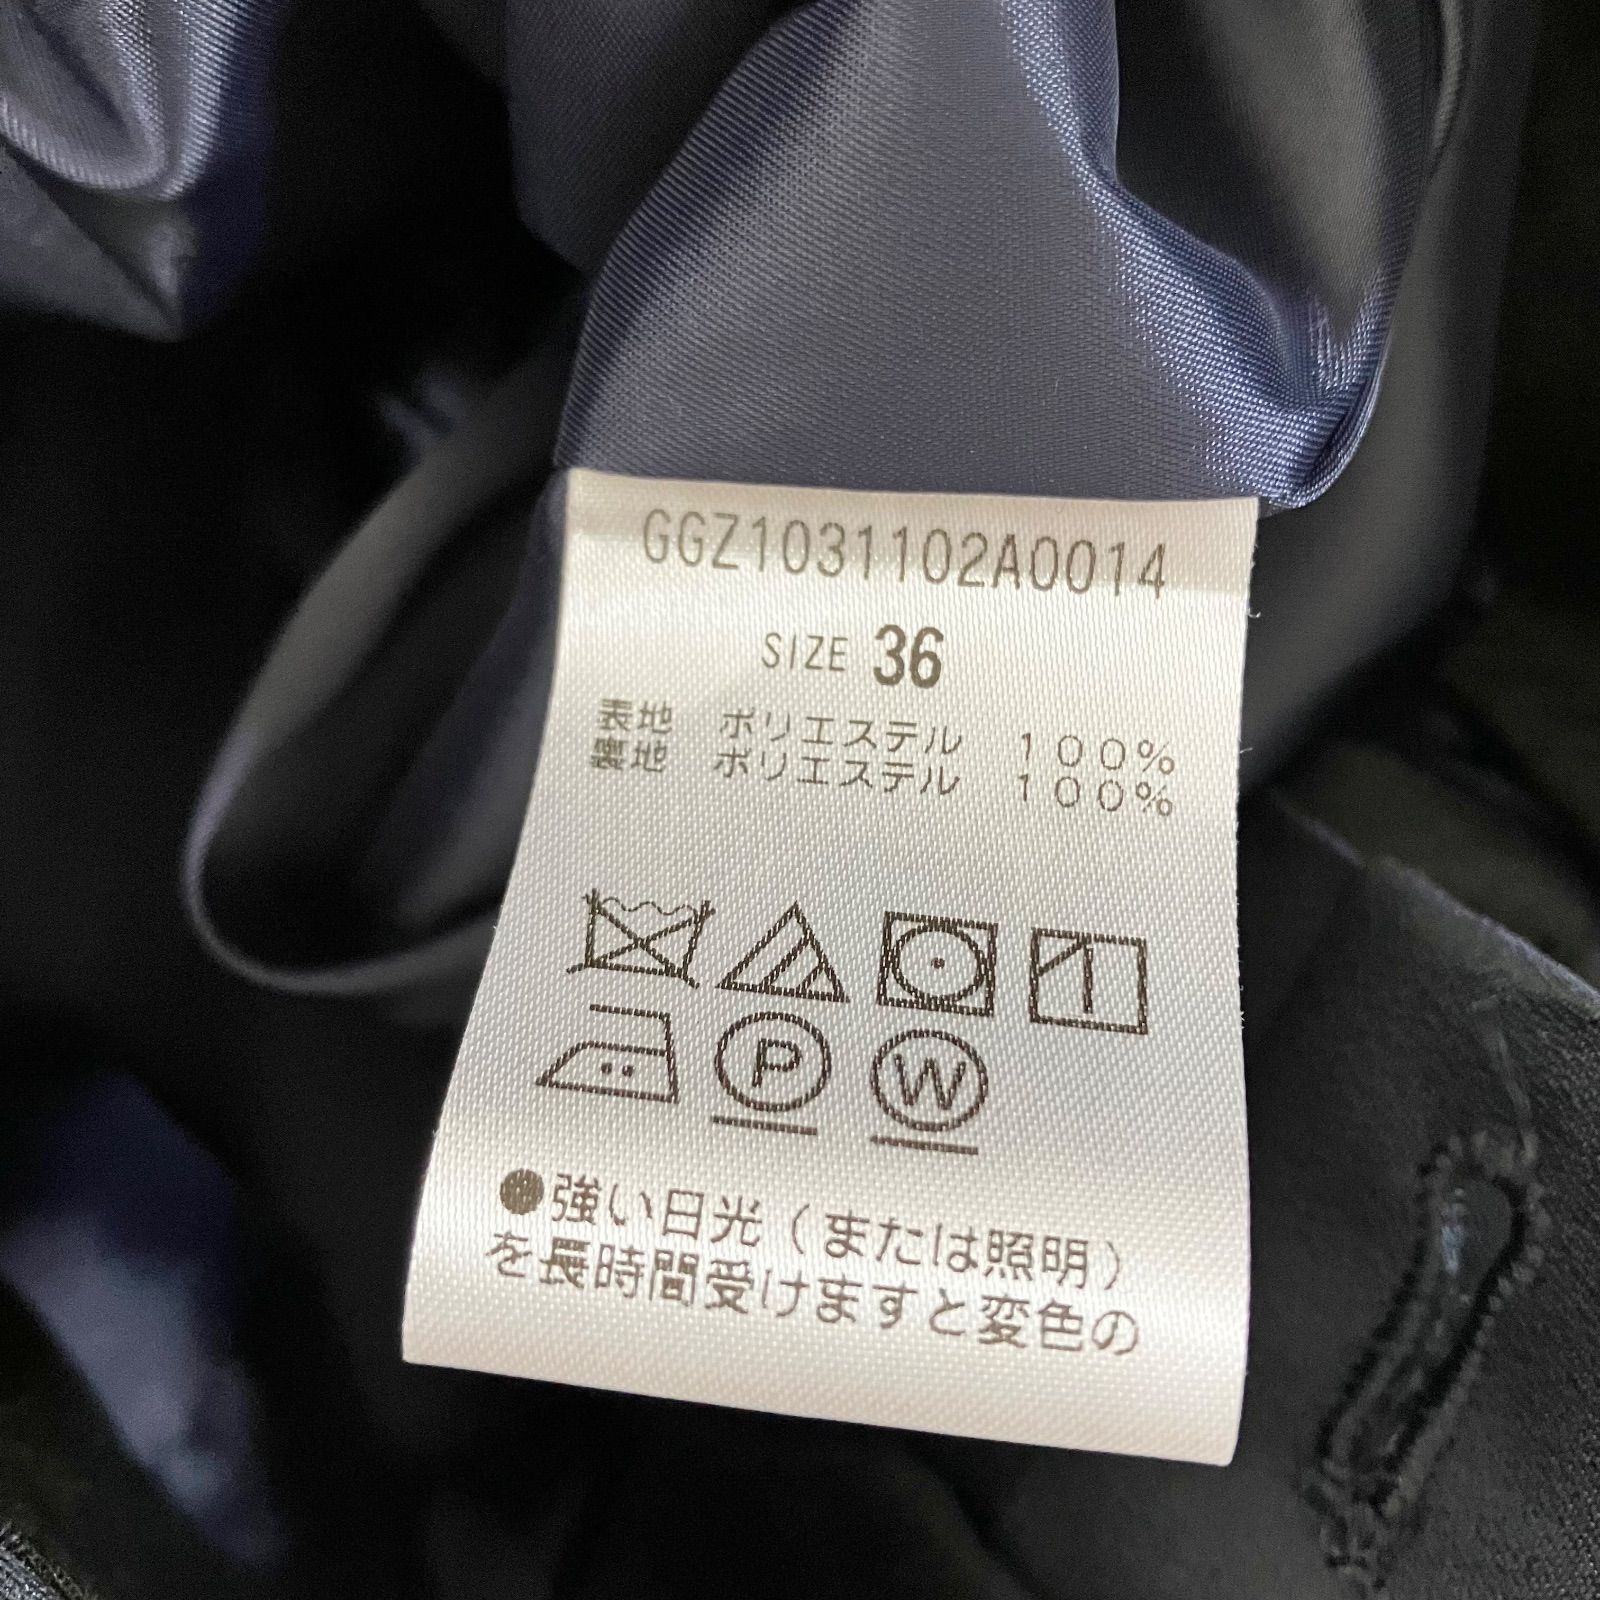 GGZ1031102A0014
SIZE 36
表地 ポリエステル 100%
裏地 ポリエステル 100%
P W
●強い日光(または照明)
を長時間受けますと変色の